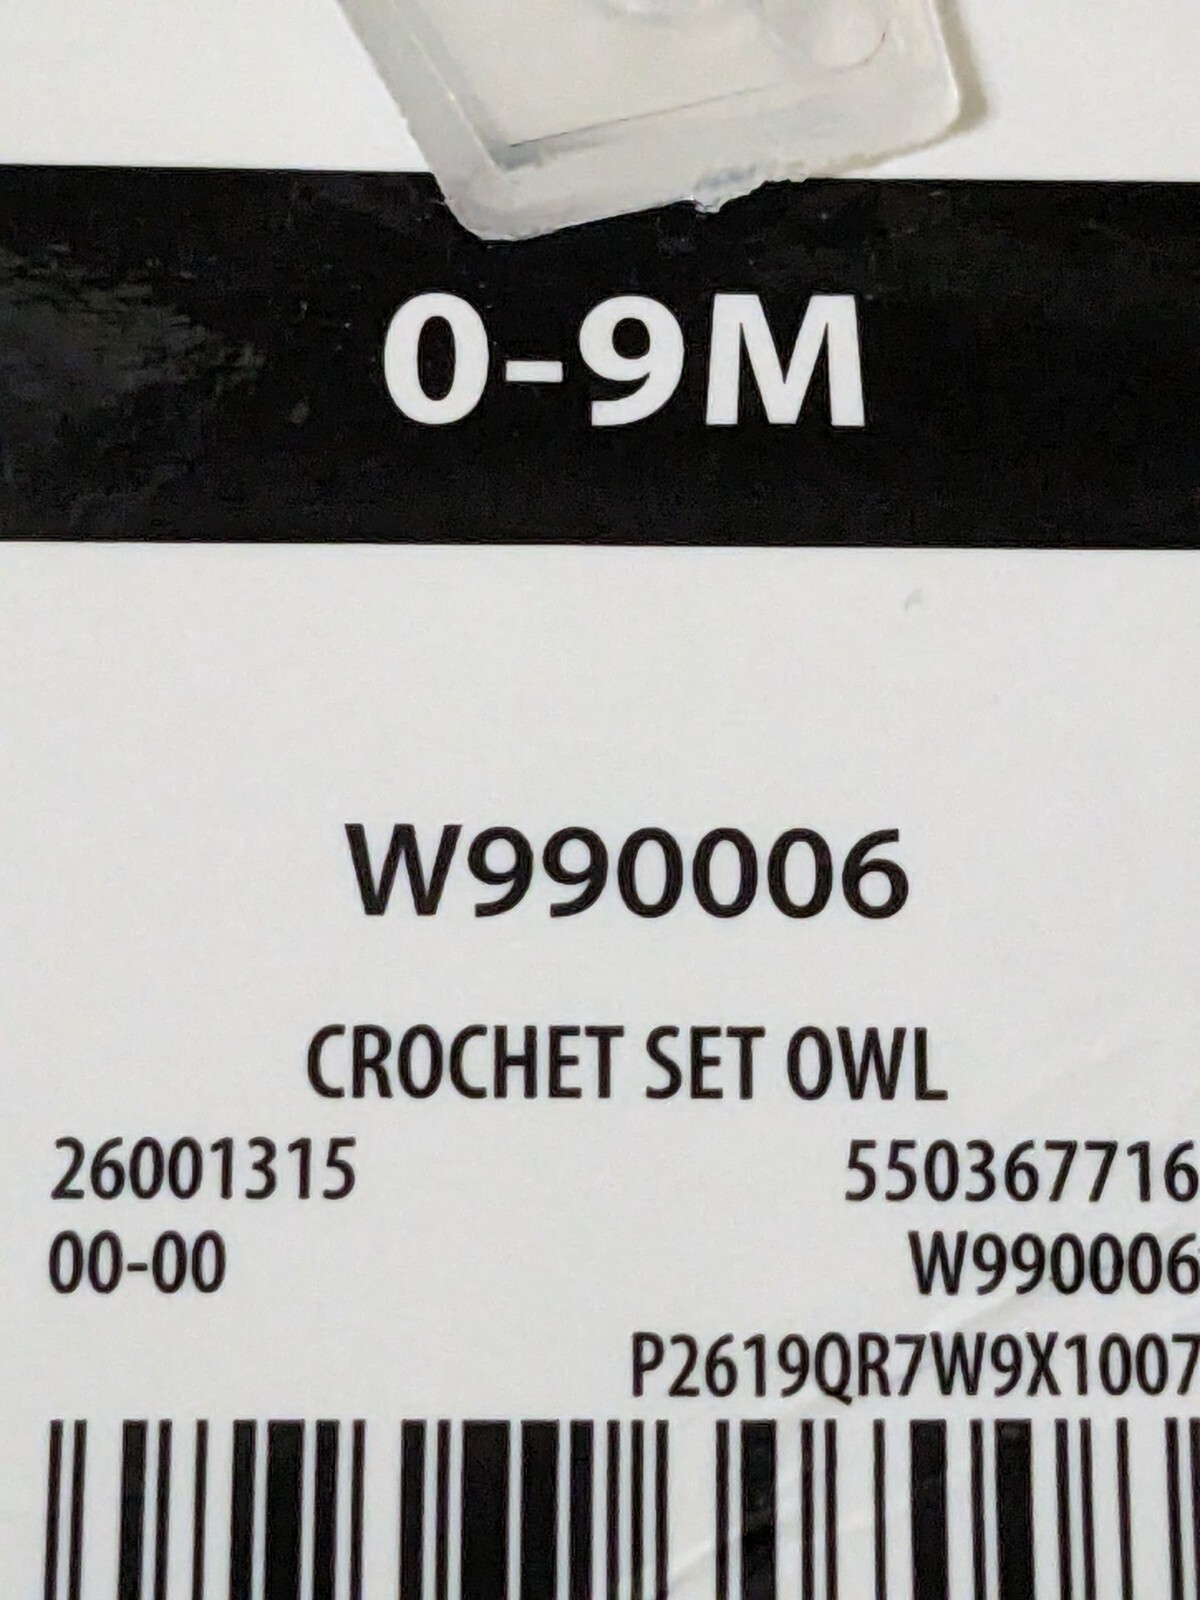 0-9M
W990006
CROCHET SET OWL
26001315 550367716
00-00 W990006
P2619QR7W9X1007